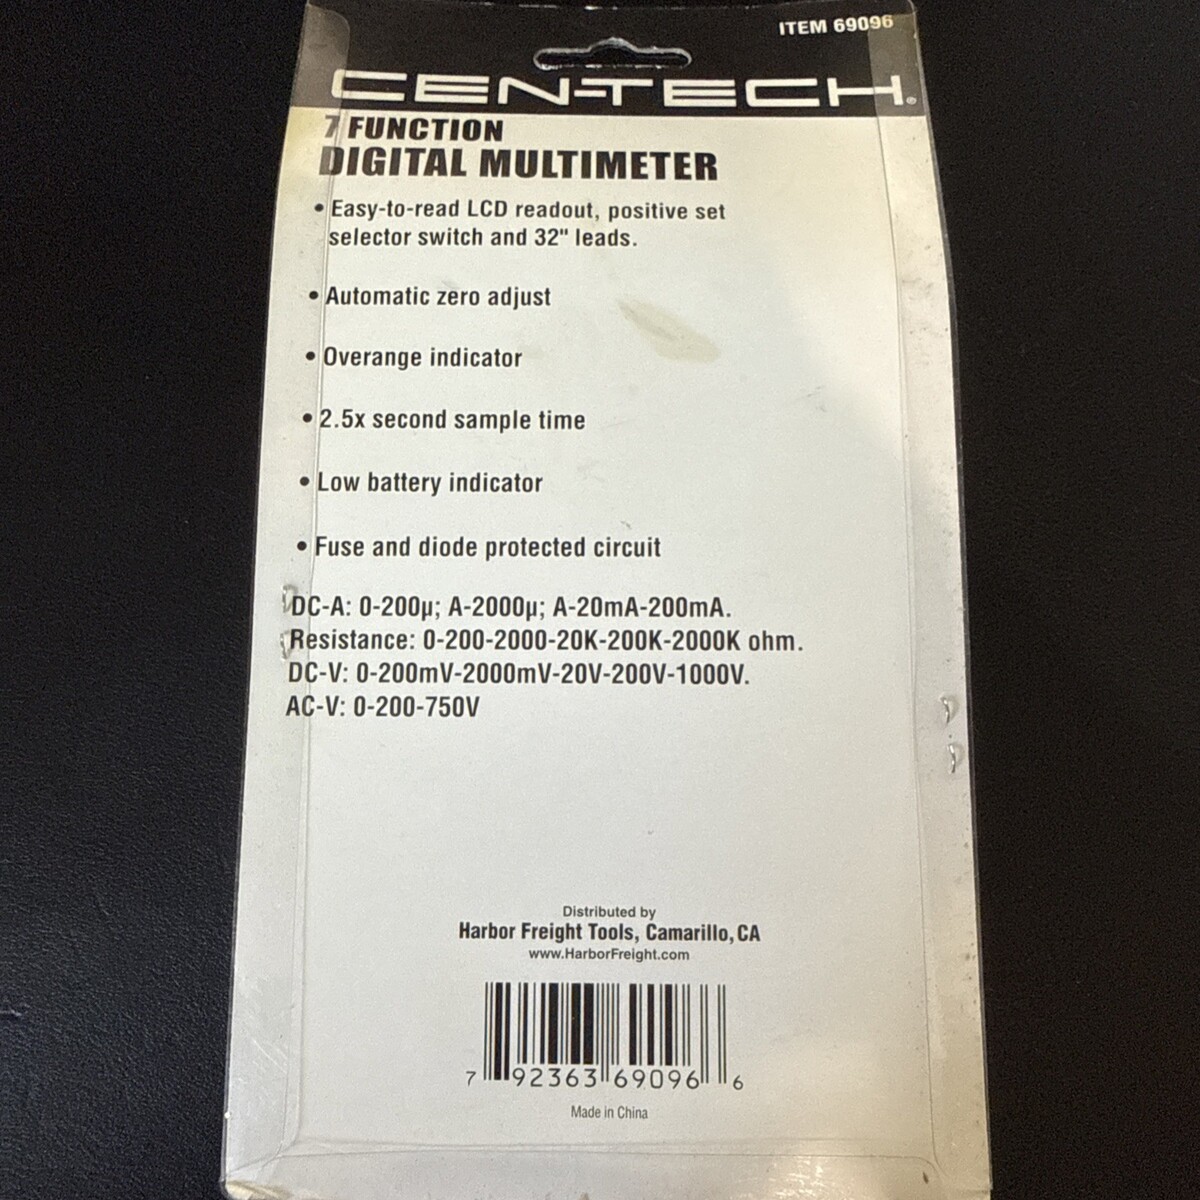 ITEM 69096
CEN-TECH®
7 FUNCTION
DIGITAL MULTIMETER
• Easy-to-read LCD readout, positive set
selector switch and 32" leads.
• Automatic zero adjust
• Overange indicator
• 2.5x second sample time
• Low battery indicator
• Fuse and diode protected circuit
DC-A: 0-200µ; A-2000µ; A-20mA-200mA.
Resistance: 0-200-2000-20K-200K-2000K ohm.
DC-V: 0-200mV-2000mV-20V-200V-1000V.
AC-V: 0-200-750V
Distributed by
Harbor Freight Tools, Camarillo, CA
www.HarborFreight.com
7 92363 69096 6
Made in China